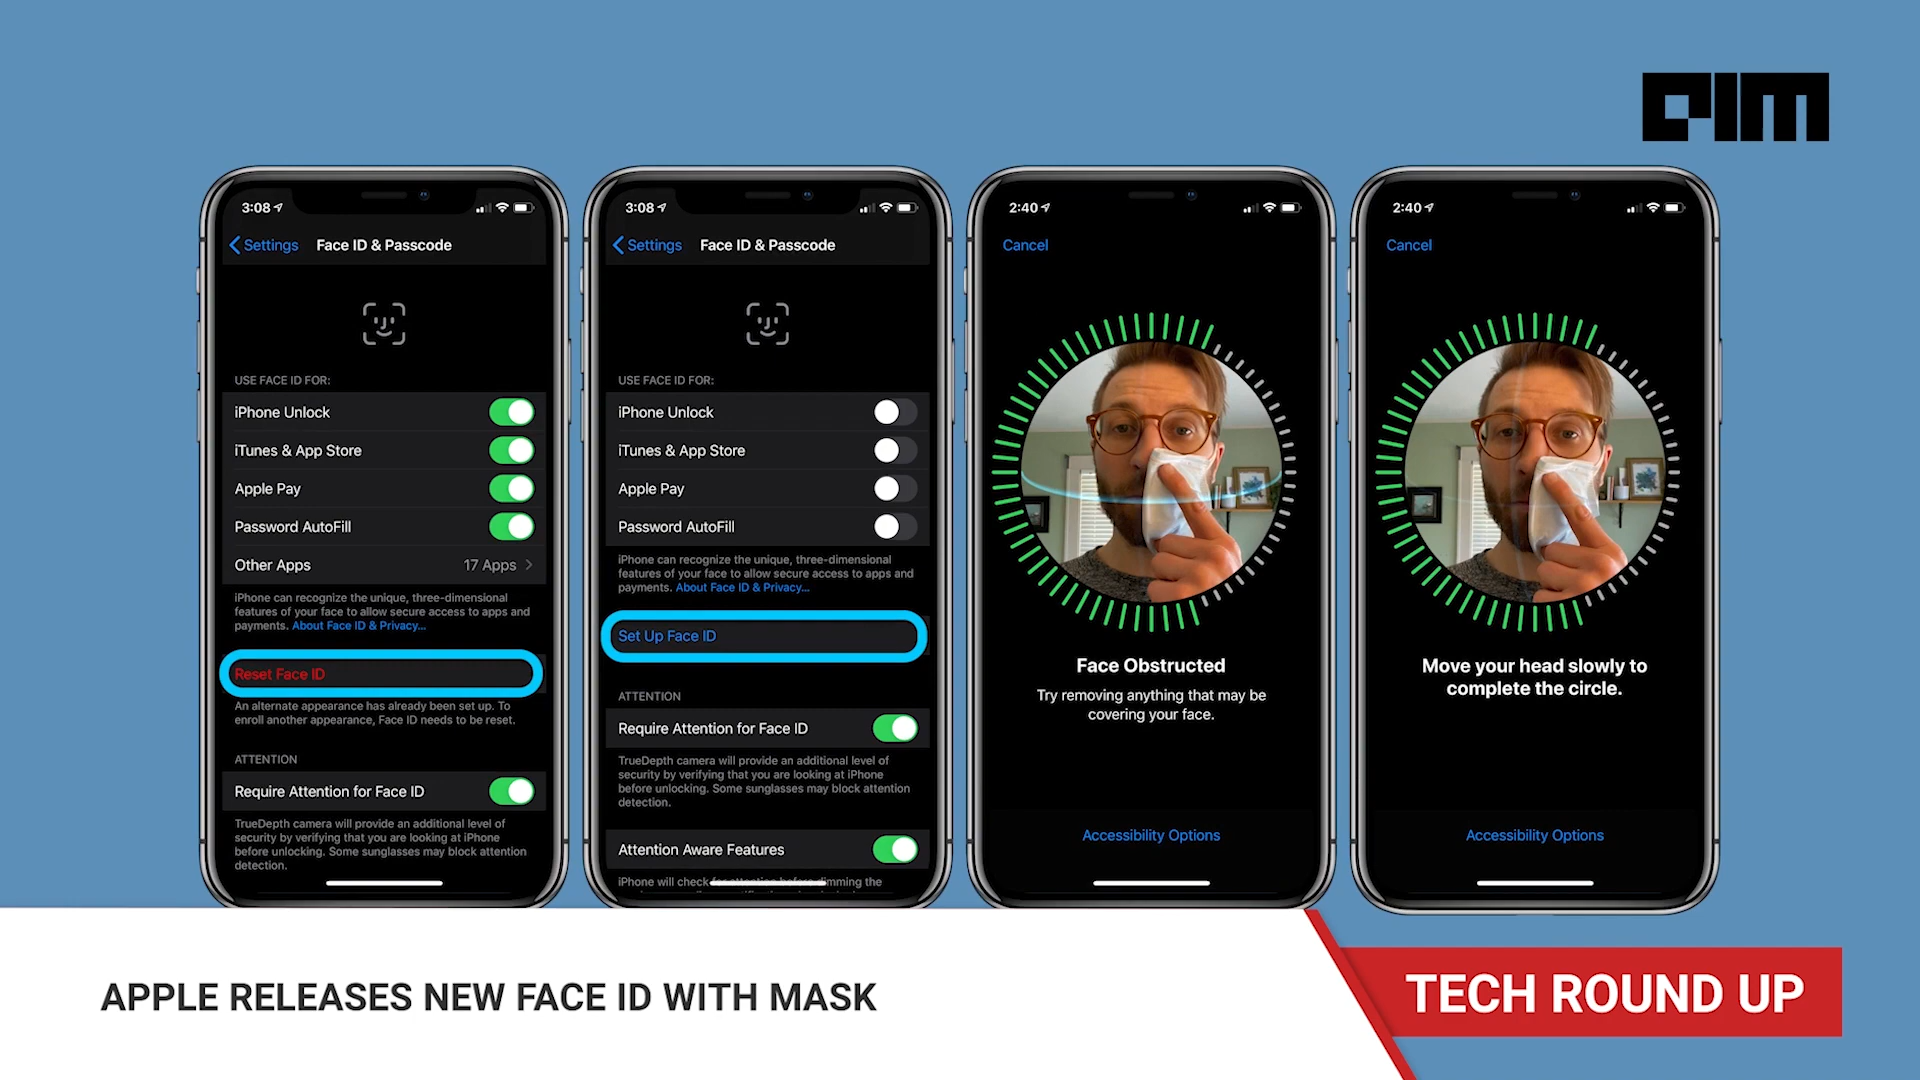 AIM
3:08
Settings
Face ID & Passcode
USE FACE ID FOR:
iPhone Unlock
iTunes & App Store
Apple Pay
Password AutoFill
Other Apps
17 Apps
iPhone can recognize the unique, three-dimensional
features of your face to allow secure access to apps and
payments. About Face ID & Privacy...
Reset Face ID
An alternate appearance has already been set up. To
enroll another appearance, Face ID needs to be reset.
ATTENTION
Require Attention for Face ID
TrueDepth camera will provide an additional level of
security by verifying that you are looking at iPhone
before unlocking. Some sunglasses may block attention
detection.
3:08
Settings
Face ID & Passcode
USE FACE ID FOR:
iPhone Unlock
iTunes & App Store
Apple Pay
Password AutoFill
iPhone can recognize the unique, three-dimensional
features of your face to allow secure access to apps and
payments. About Face ID & Privacy...
Set Up Face ID
ATTENTION
Require Attention for Face ID
TrueDepth camera will provide an additional level of
security by verifying that you are looking at iPhone
before unlocking. Some sunglasses may block attention
detection.
Attention Aware Features
iPhone will check for attention before dimming the
2:40
Cancel
Face Obstructed
Try removing anything that may be
covering your face.
Accessibility Options
2:40
Cancel
Move your head slowly to
complete the circle.
Accessibility Options
APPLE RELEASES NEW FACE ID WITH MASK
TECH ROUND UP